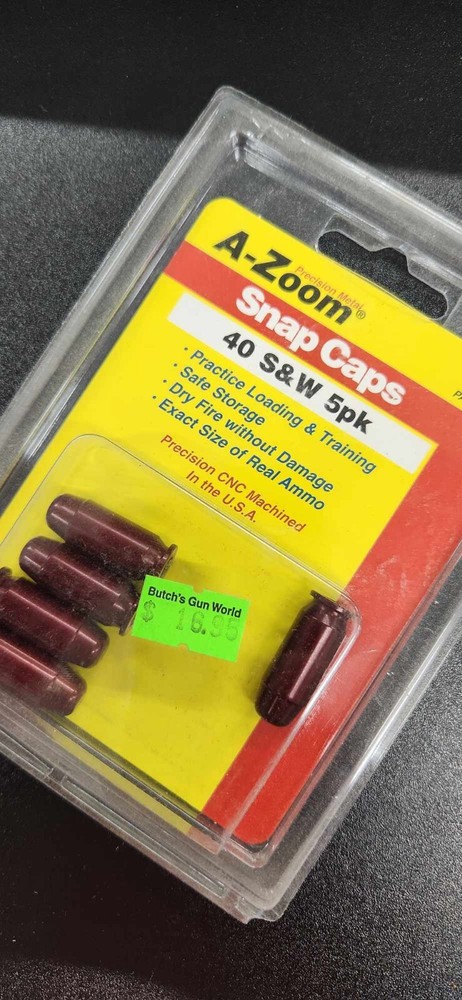 A-Zoom®
Precision Metal
Snap Caps
40 S&W 5pk
· Practice Loading & Training
· Safe Storage
· Dry Fire without Damage
· Exact Size of Real Ammo
Precision CNC Machined
In the U.S.A.
Butch's Gun World
$ 16.95